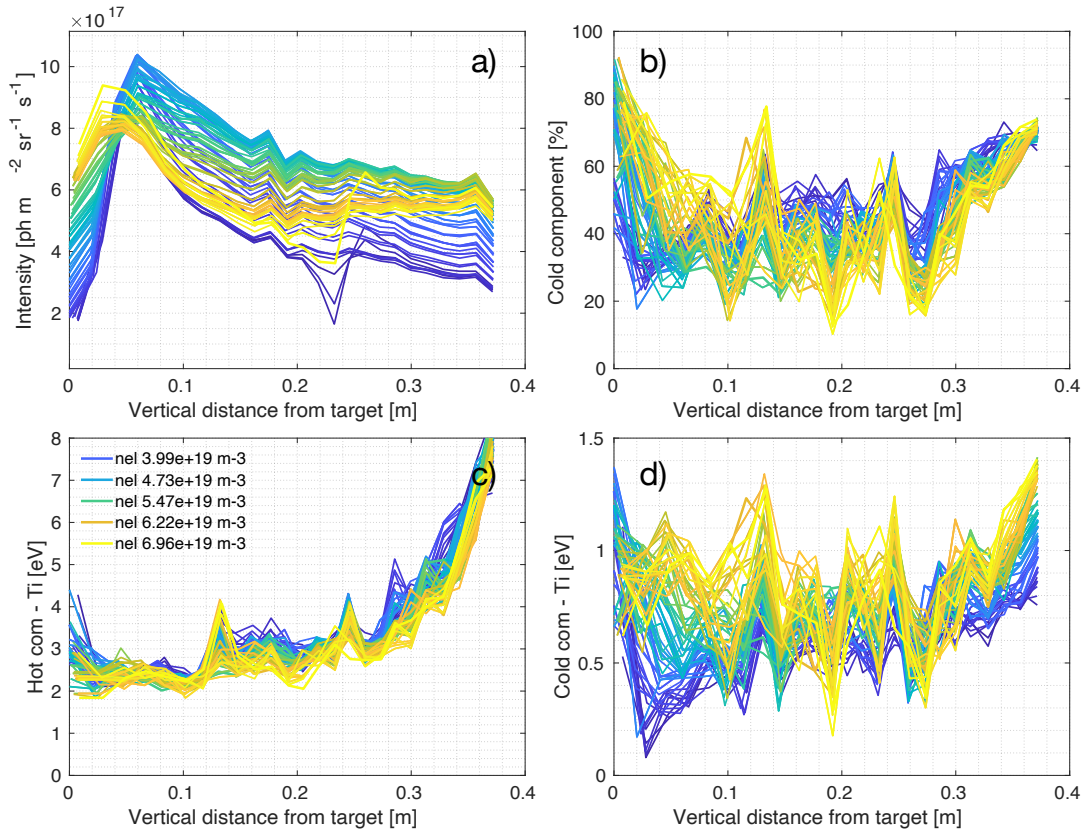 ×10^17
a)
10
8
6
4
2
Intensity [ph m^-2 sr^-1 s^-1]
0 0.1 0.2 0.3 0.4
Vertical distance from target [m]
b)
100
80
60
40
20
0
Cold component [%]
0 0.1 0.2 0.3 0.4
Vertical distance from target [m]
c)
8
7
6
5
4
3
2
1
0
Hot com - Ti [eV]
nel 3.99e+19 m-3
nel 4.73e+19 m-3
nel 5.47e+19 m-3
nel 6.22e+19 m-3
nel 6.96e+19 m-3
0 0.1 0.2 0.3 0.4
Vertical distance from target [m]
d)
1.5
1
0.5
0
Cold com - Ti [eV]
0 0.1 0.2 0.3 0.4
Vertical distance from target [m]